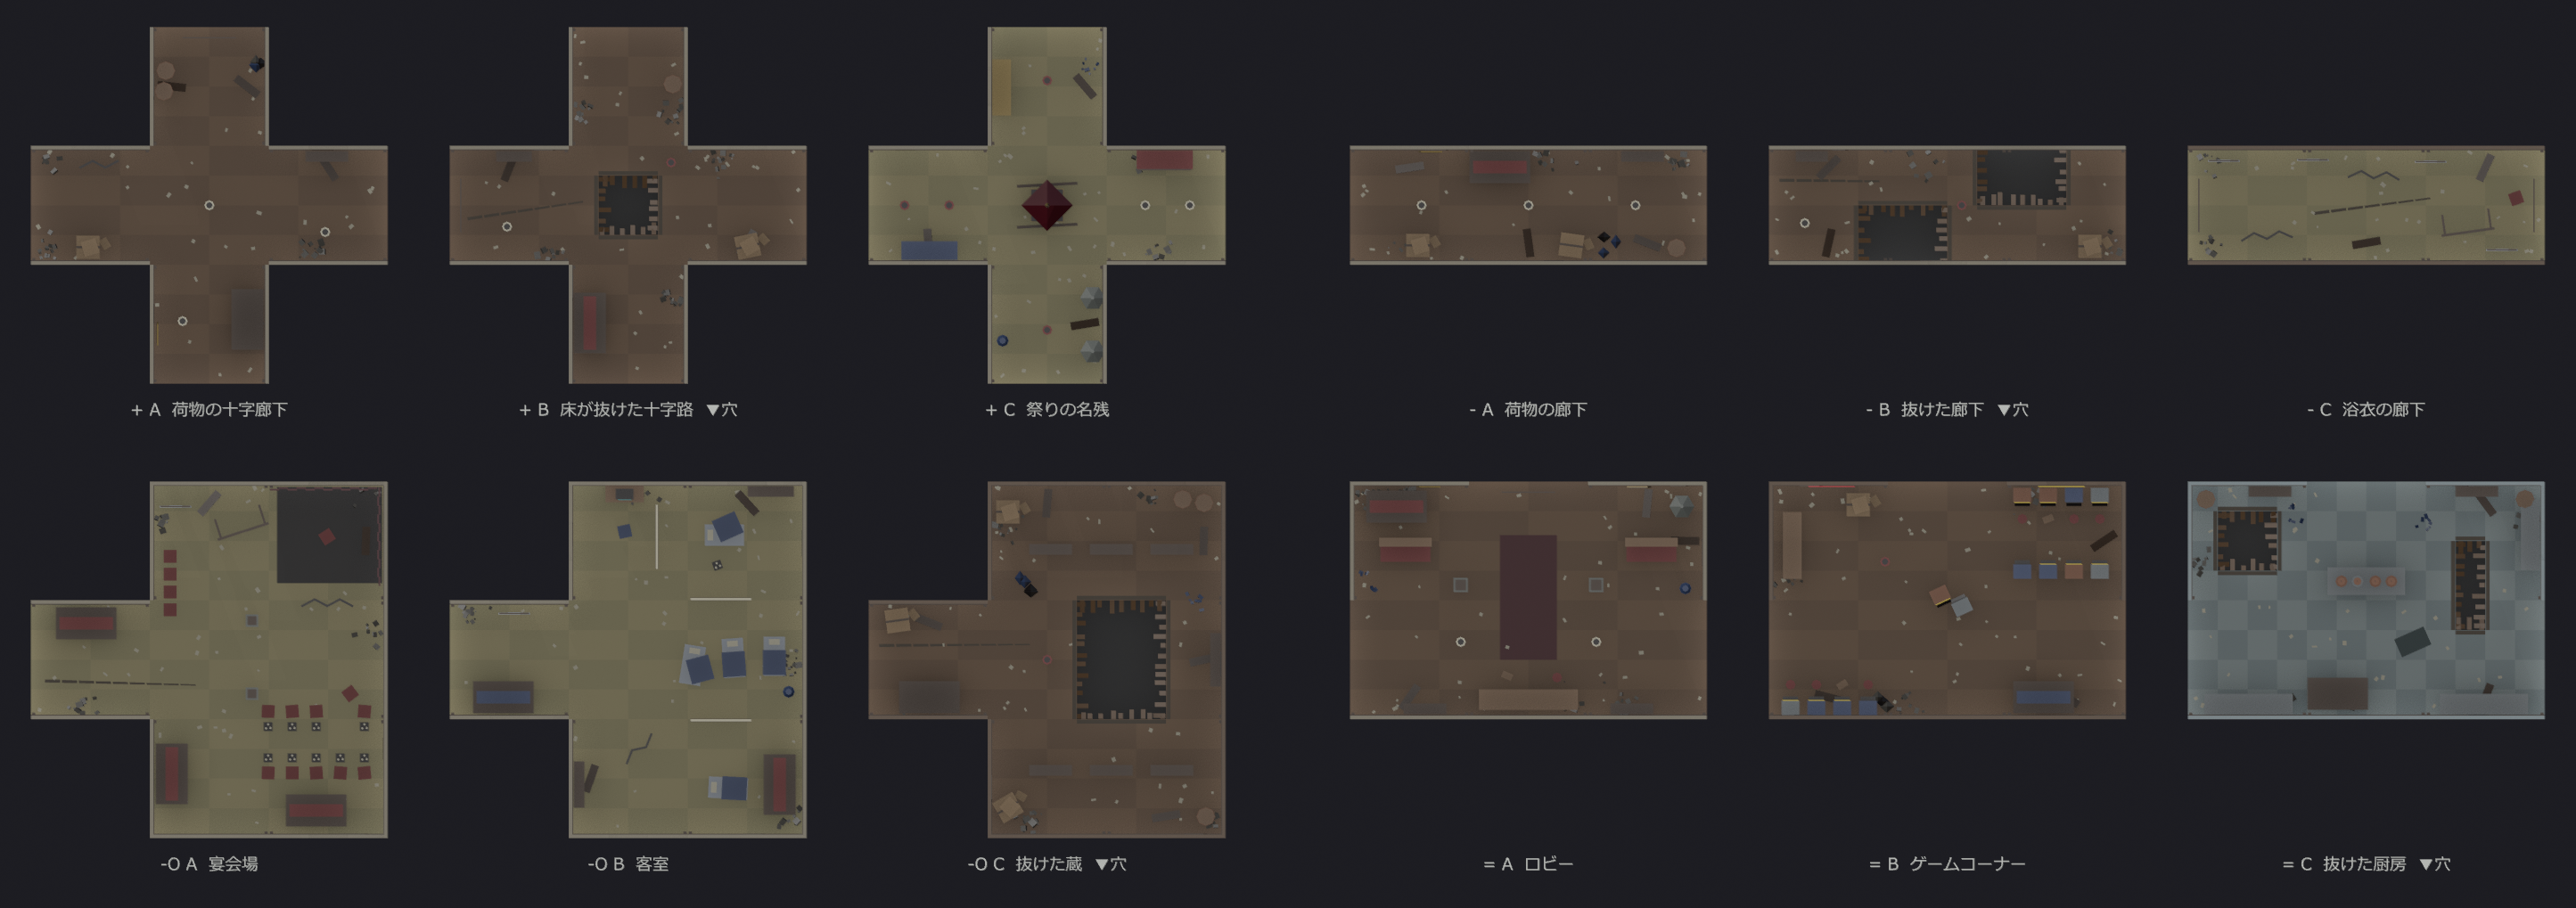 + A 荷物の十字廊下
+ B 床が抜けた十字路 ▼穴
+ C 祭りの名残
- A 荷物の廊下
- B 抜けた廊下 ▼穴
- C 浴衣の廊下
-O A 宴会場
-O B 客室
-O C 抜けた蔵 ▼穴
= A ロビー
= B ゲームコーナー
= C 抜けた厨房 ▼穴